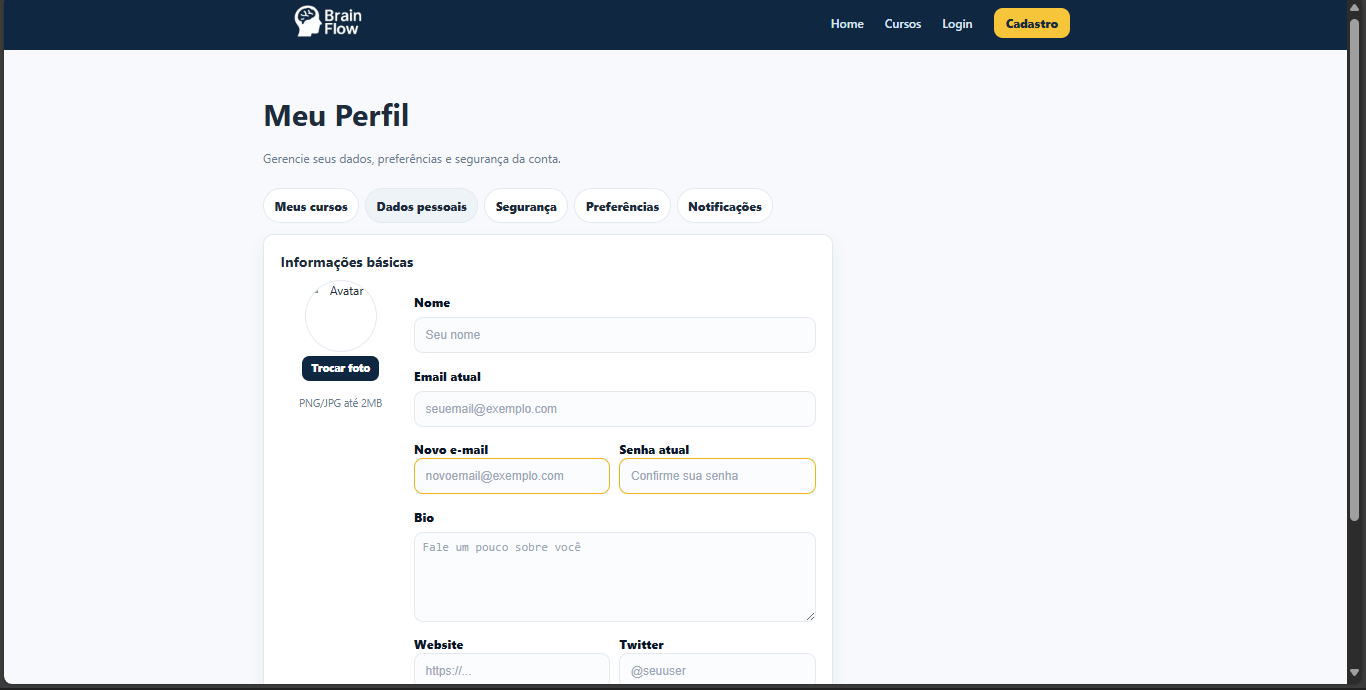 Brain
Flow
Home Cursos Login Cadastro
Meu Perfil
Gerencie seus dados, preferências e segurança da conta.
Meus cursos Dados pessoais Segurança Preferências Notificações
Informações básicas
Avatar
Trocar foto
PNG/JPG até 2MB
Nome
Seu nome
Email atual
seuemail@exemplo.com
Novo e-mail Senha atual
novoemail@exemplo.com Confirme sua senha
Bio
Fale um pouco sobre você
Website Twitter
https://... @seuuser